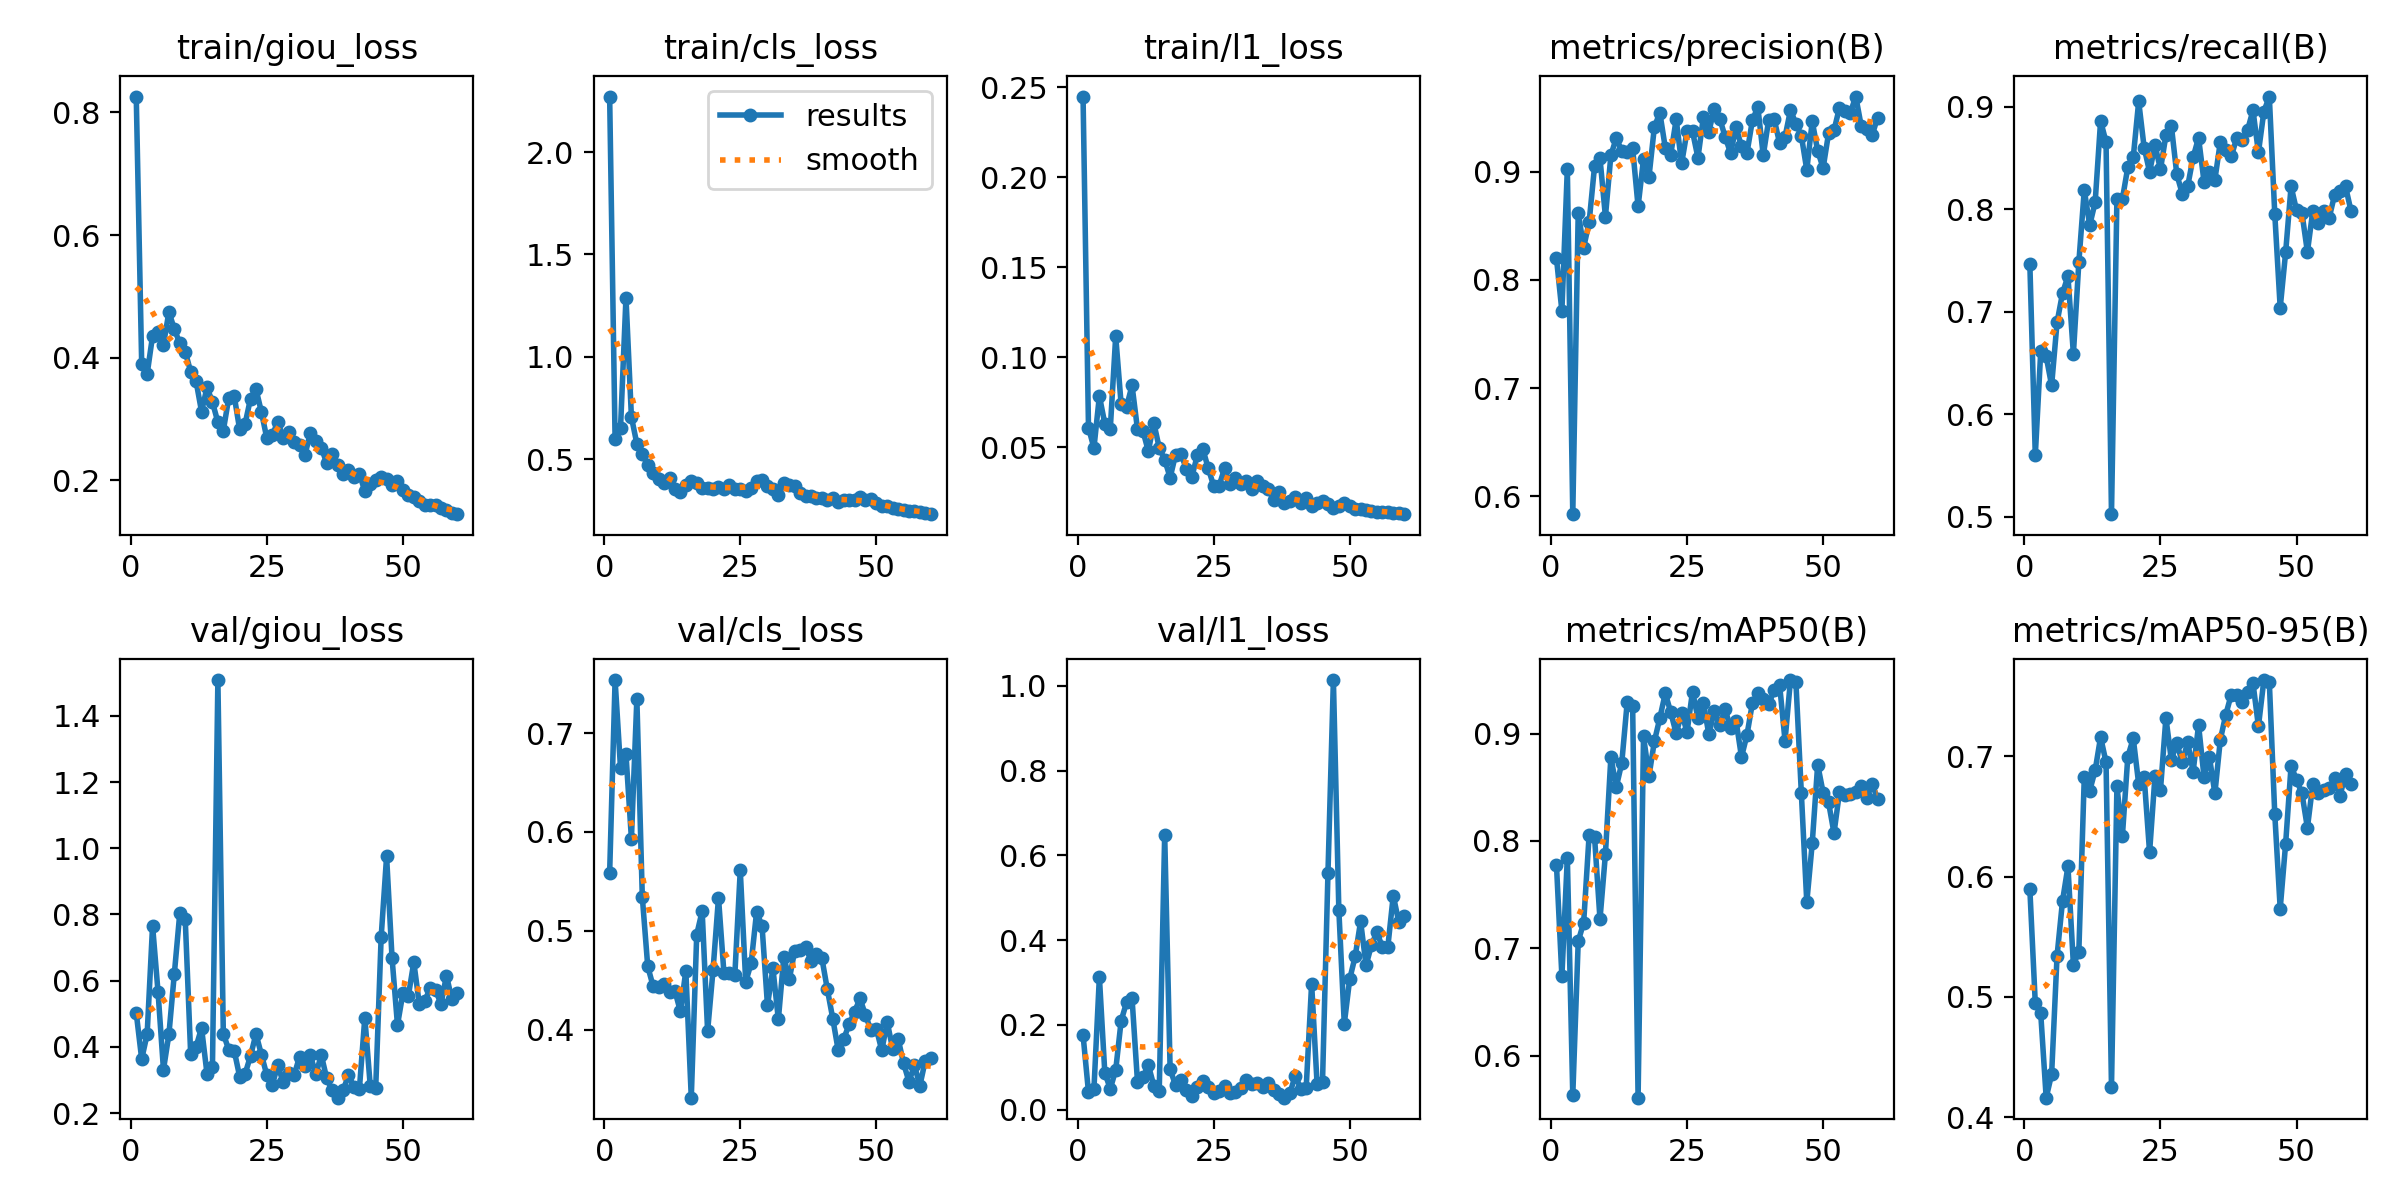 train/giou_loss
0.8
0.6
0.4
0.2
0 25 50
train/cls_loss
results
smooth
2.0
1.5
1.0
0.5
0 25 50
train/l1_loss
0.25
0.20
0.15
0.10
0.05
0 25 50
metrics/precision(B)
0.9
0.8
0.7
0.6
0 25 50
metrics/recall(B)
0.9
0.8
0.7
0.6
0.5
0 25 50
val/giou_loss
1.4
1.2
1.0
0.8
0.6
0.4
0.2
0 25 50
val/cls_loss
0.7
0.6
0.5
0.4
0 25 50
val/l1_loss
1.0
0.8
0.6
0.4
0.2
0.0
0 25 50
metrics/mAP50(B)
0.9
0.8
0.7
0.6
0 25 50
metrics/mAP50-95(B)
0.7
0.6
0.5
0.4
0 25 50